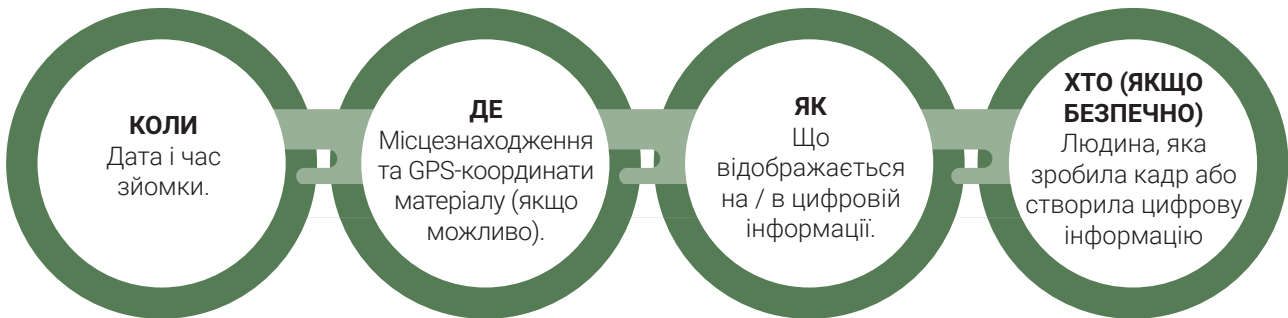 КОЛИ
Дата і час
зйомки.
ДЕ
Місцезнаходження
та GPS-координати
матеріалу (якщо
можливо).
ЯК
Що
відображається
на / в цифровій
інформації.
ХТО (ЯКЩО
БЕЗПЕЧНО)
Людина, яка
зробила кадр або
створила цифрову
інформацію